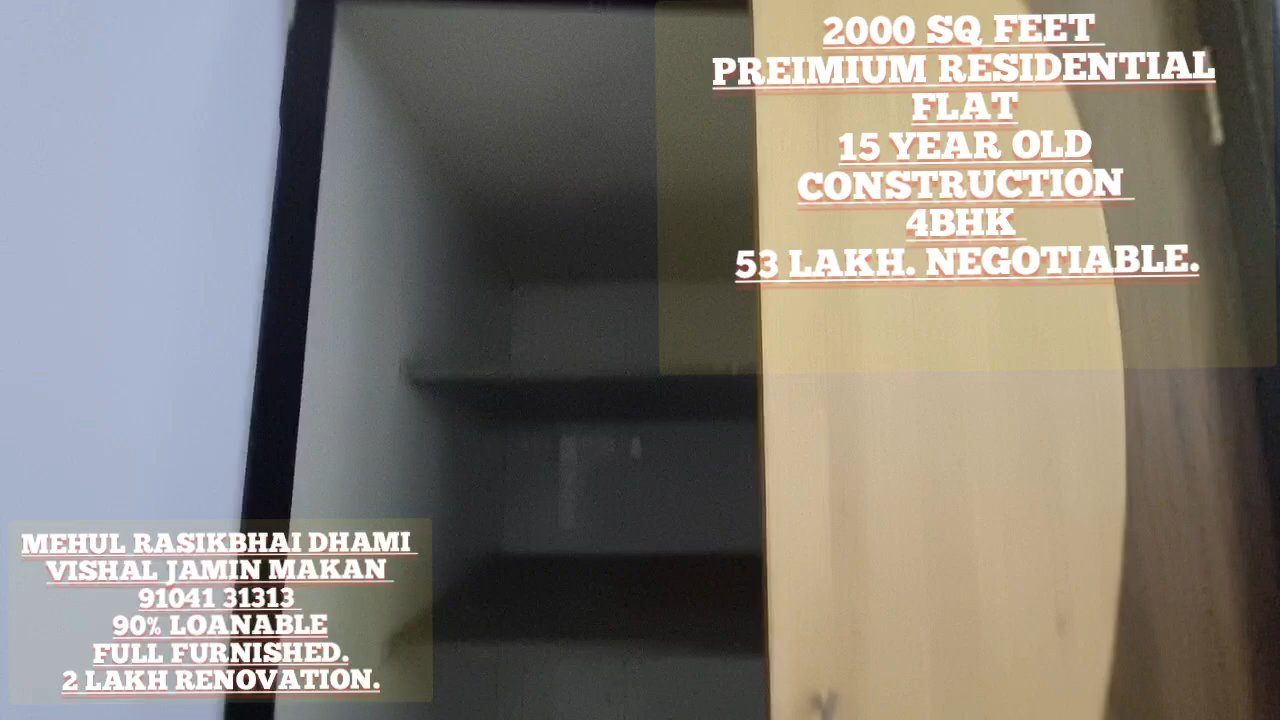 2000 SQ FEET
PREIMIUM RESIDENTIAL
FLAT
15 YEAR OLD
CONSTRUCTION
4BHK
53 LAKH. NEGOTIABLE.
MEHUL RASIKBHAI DHAMI
VISHAL JAMIN MAKAN
91041 31313
90% LOANABLE
FULL FURNISHED.
2 LAKH RENOVATION.